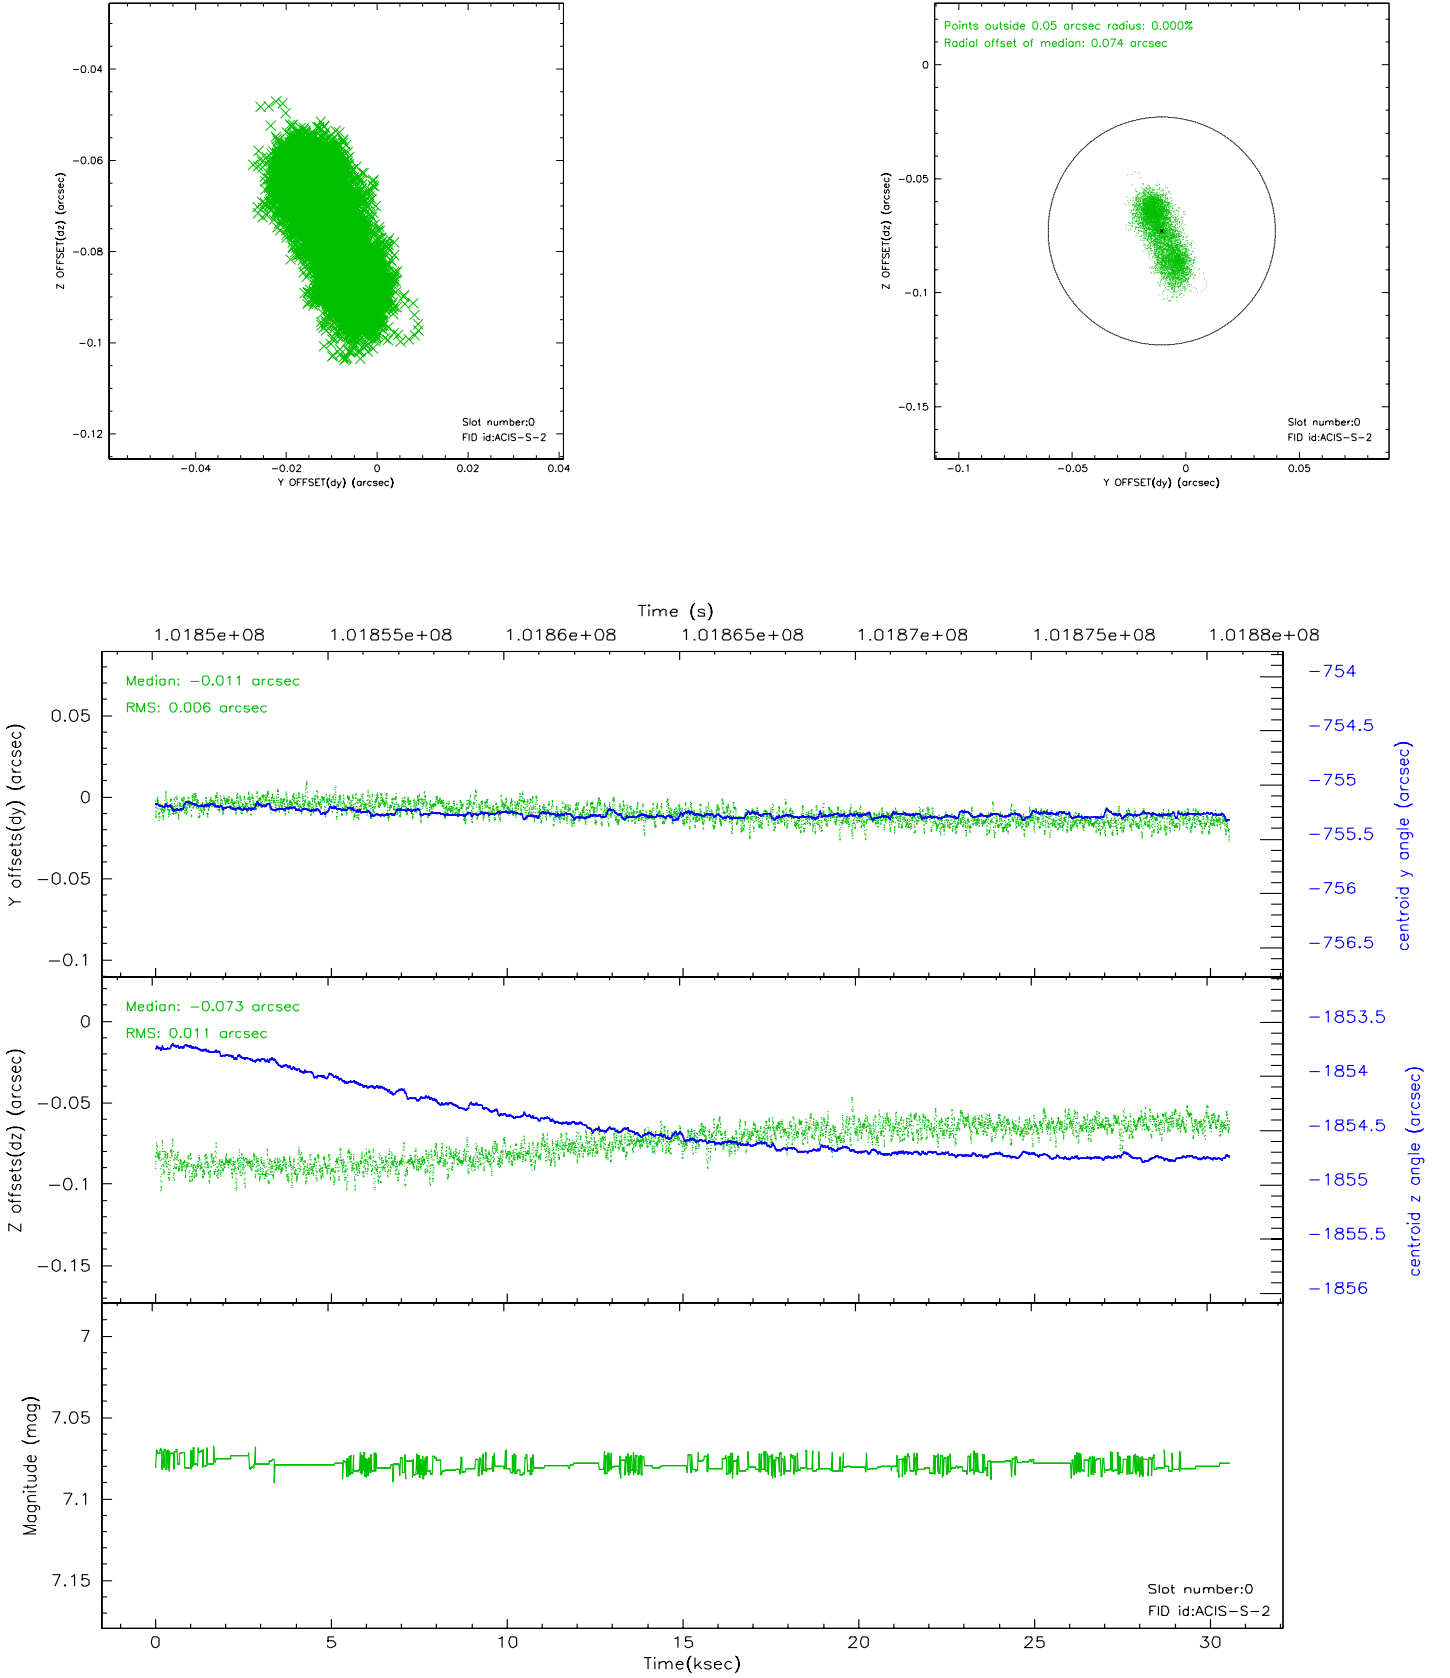 -0.04
-0.06
-0.08
-0.1
-0.12
Z OFFSET(dz) (arcsec)
-0.04
-0.02
0
0.02
0.04
Y OFFSET(dy) (arcsec)
Slot number:0
FID id:ACIS-S-2
Points outside 0.05 arcsec radius: 0.000%
Radial offset of median: 0.074 arcsec
0
-0.05
-0.1
-0.15
Z OFFSET(dz) (arcsec)
-0.1
-0.05
0
0.05
Y OFFSET(dy) (arcsec)
Slot number:0
FID id:ACIS-S-2
Time (s)
1.0185e+08
1.01855e+08
1.0186e+08
1.01865e+08
1.0187e+08
1.01875e+08
1.0188e+08
Median: -0.011 arcsec
RMS: 0.006 arcsec
0.05
0
-0.05
-0.1
Y offsets(dy) (arcsec)
-754
-754.5
-755
-755.5
-756
-756.5
centroid y angle (arcsec)
Median: -0.073 arcsec
RMS: 0.011 arcsec
0
-0.05
-0.1
-0.15
Z offsets(dz) (arcsec)
-1853.5
-1854
-1854.5
-1855
-1855.5
-1856
centroid z angle (arcsec)
7
7.05
7.1
7.15
Magnitude (mag)
Slot number:0
FID id:ACIS-S-2
0
5
10
15
20
25
30
Time(ksec)